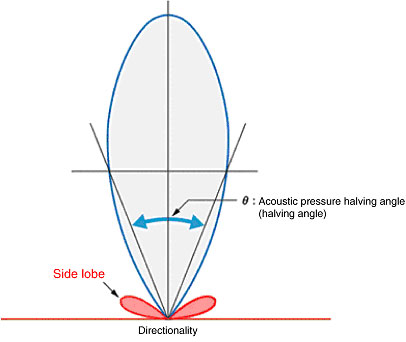 θ : Acoustic pressure halving angle
(halving angle)
Side lobe
Directionality